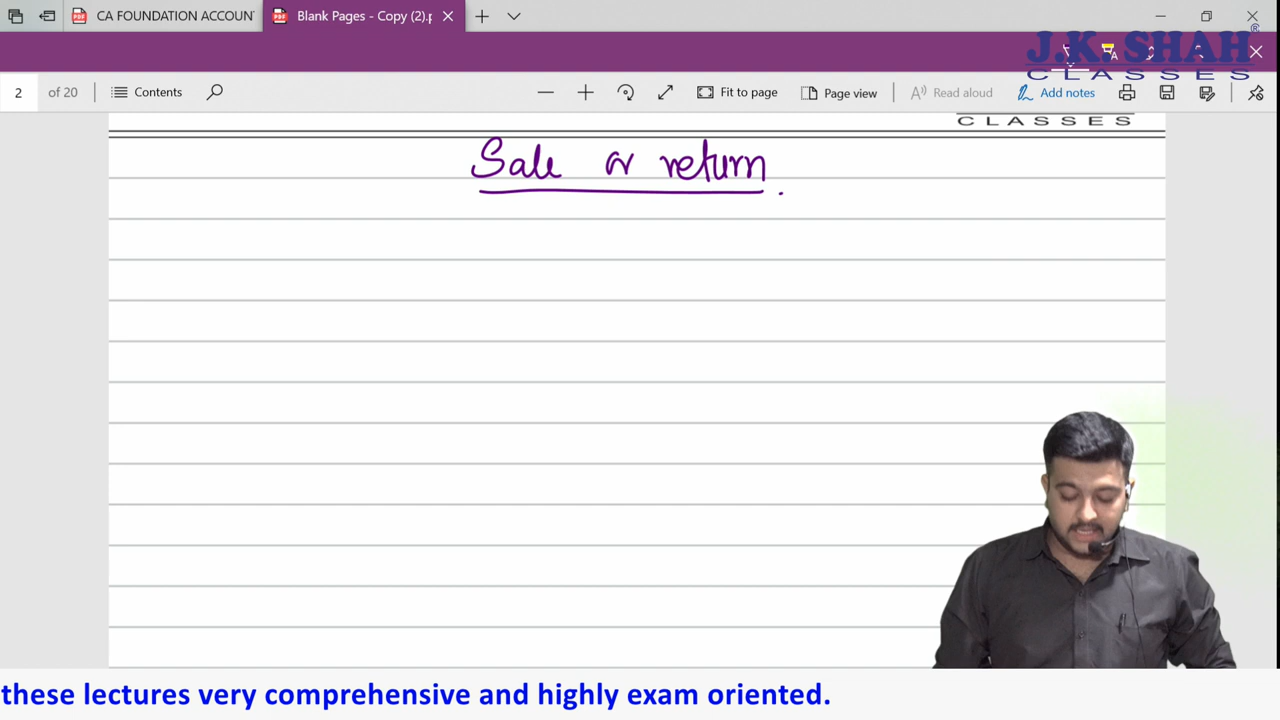 CA FOUNDATION ACCOUN
Blank Pages - Copy (2).p
J.K. SHAH®
CLASSES
2 of 20
Contents
Fit to page
Page view
A Read aloud
Add notes
CLASSES
Sale or return.
these lectures very comprehensive and highly exam oriented.